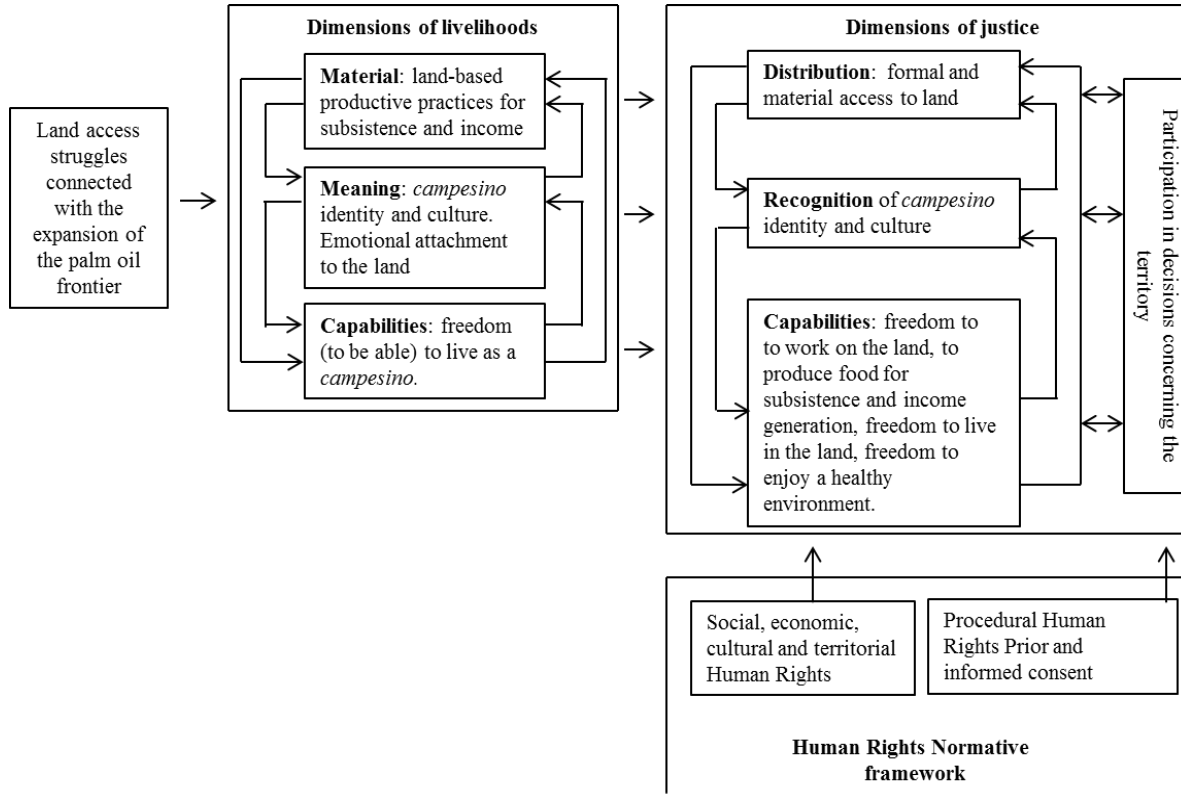 Land access
struggles
connected
with the
expansion of
the palm oil
frontier
Dimensions of livelihoods
Material: land-based
productive practices for
subsistence and income
Meaning: campesino
identity and culture.
Emotional attachment
to the land
Capabilities: freedom
(to be able) to live as a
campesino.
Dimensions of justice
Distribution: formal and
material access to land
Recognition of campesino
identity and culture
Capabilities: freedom to
to work on the land, to
produce food for
subsistence and income
generation, freedom to live
in the land, freedom to
enjoy a healthy
environment.
Participation in decisions concerning the
territory
Social, economic,
cultural and territorial
Human Rights
Procedural Human
Rights Prior and
informed consent
Human Rights Normative
framework